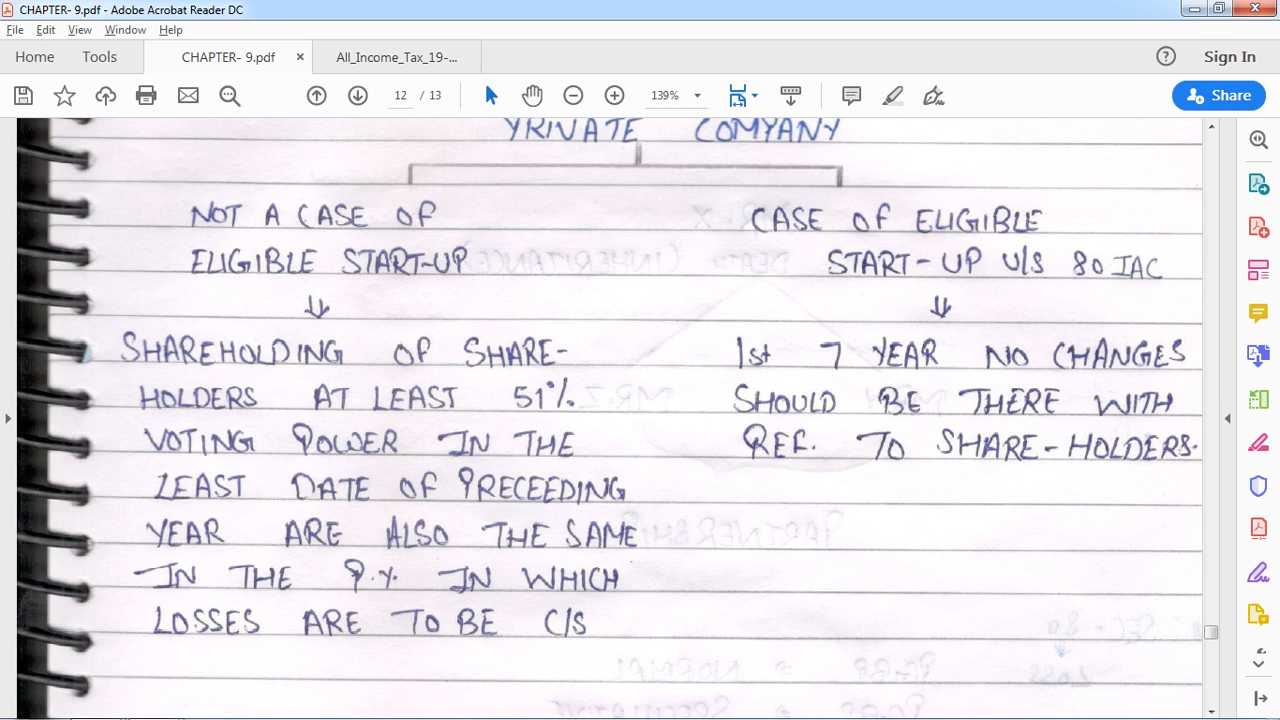 CHAPTER- 9.pdf - Adobe Acrobat Reader DC
File Edit View Window Help
Home Tools CHAPTER- 9.pdf × All_Income_Tax_19-... ? Sign In
12 / 13 139% Share
PRIVATE COMPANY
NOT A CASE OF
ELIGIBLE START-UP
SHAREHOLDING OF SHARE-
HOLDERS AT LEAST 51%
VOTING POWER IN THE
LEAST DATE OF PRECEEDING
YEAR ARE ALSO THE SAME
IN THE P.Y. IN WHICH
LOSSES ARE TO BE C/S
CASE OF ELIGIBLE
START-UP U/S 80 IAC
1st 7 YEAR NO CHANGES
SHOULD BE THERE WITH
REF. TO SHARE-HOLDERS.